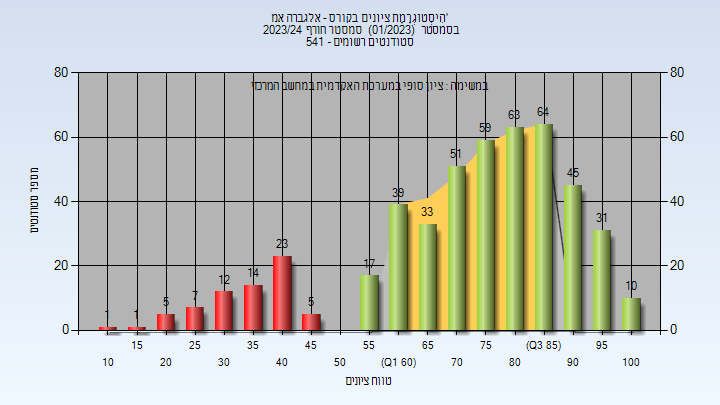 היסטוגרמת ציונים בקורס - אלגברה אמ'
בסמסטר (01/2023) סמסטר חורף 2023/24
סטודנטים רשומים - 541
במשימה : ציון סופי במערכת האקדמית במחשב המרכזי
מספר סטודנטים
80 60 40 20 0
80 60 40 20 0
1 1 5 7 12 14 23 5 17 39 33 51 59 63 64 45 31 10
15 25 35 45 55 65 75 (Q3 85) 95
10 20 30 40 50 (Q1 60) 70 80 90 100
טווח ציונים